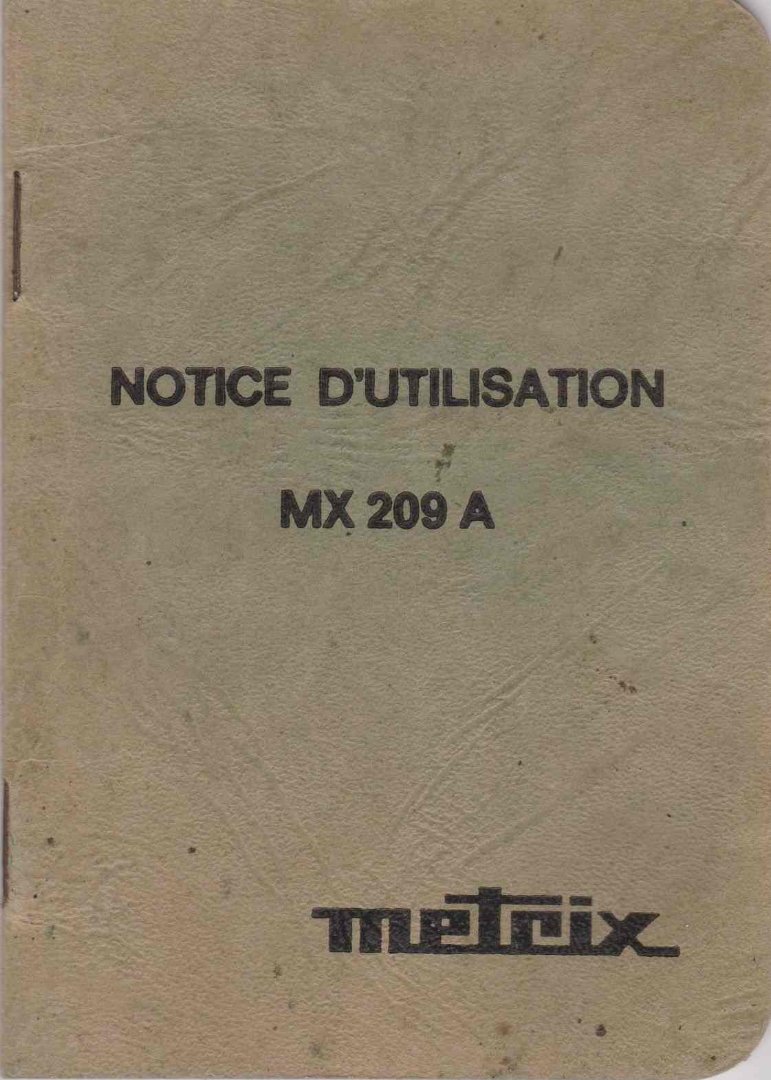 NOTICE D'UTILISATION
MX 209 A
metrix